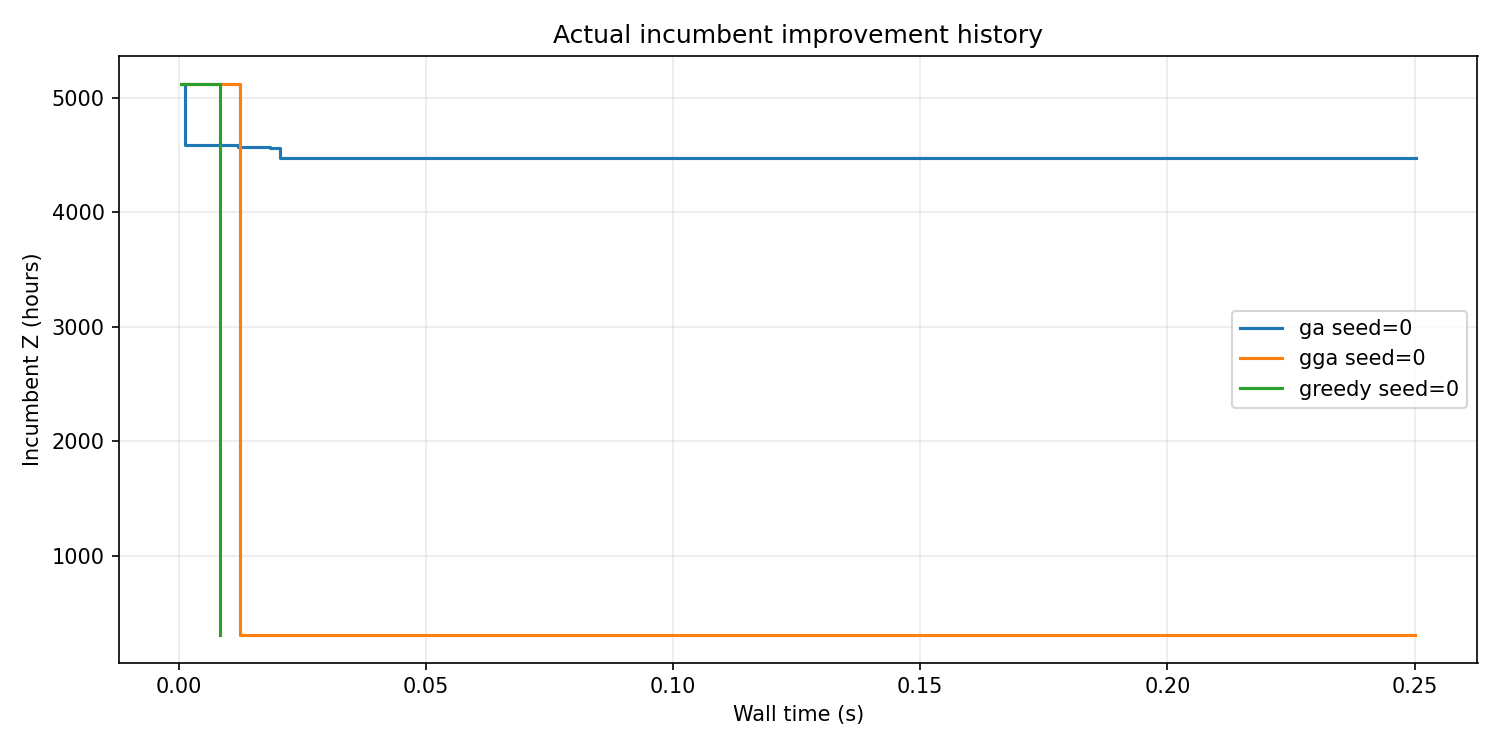 Actual incumbent improvement history
Incumbent Z (hours)
5000
4000
3000
2000
1000
ga seed=0
gga seed=0
greedy seed=0
0.00 0.05 0.10 0.15 0.20 0.25
Wall time (s)